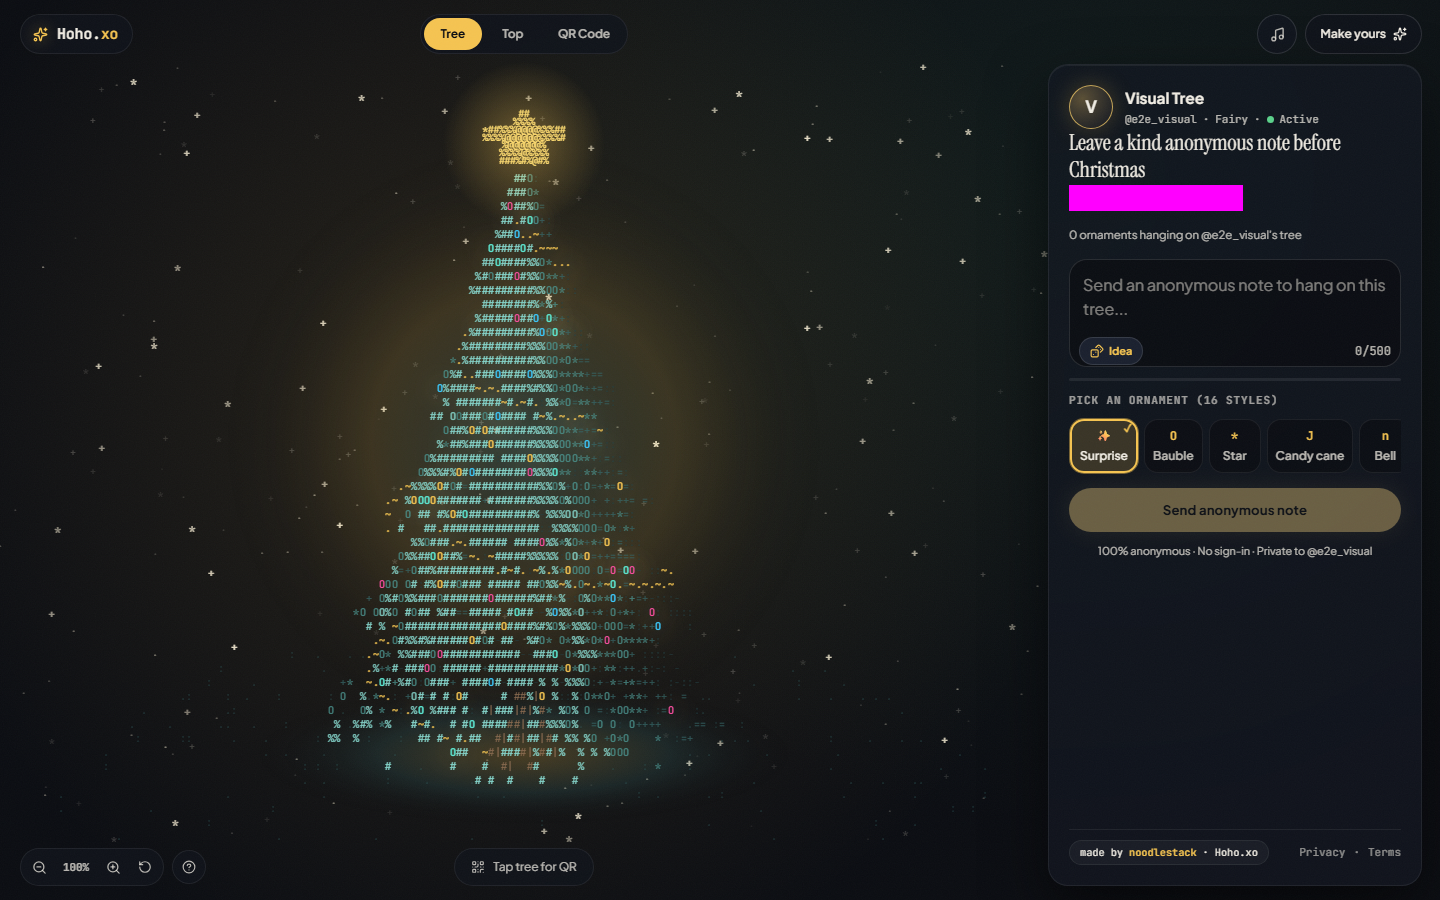 Hoho.xo
Tree
Top
QR Code
Make yours
V
Visual Tree
@e2e_visual · Fairy · Active
Leave a kind anonymous note before
Christmas
0 ornaments hanging on @e2e_visual's tree
Send an anonymous note to hang on this
tree...
Idea
0/500
PICK AN ORNAMENT (16 STYLES)
Surprise
0
Bauble
*
Star
J
Candy cane
n
Bell
Send anonymous note
100% anonymous · No sign-in · Private to @e2e_visual
100%
Tap tree for QR
made by noodlestack · Hoho.xo
Privacy · Terms